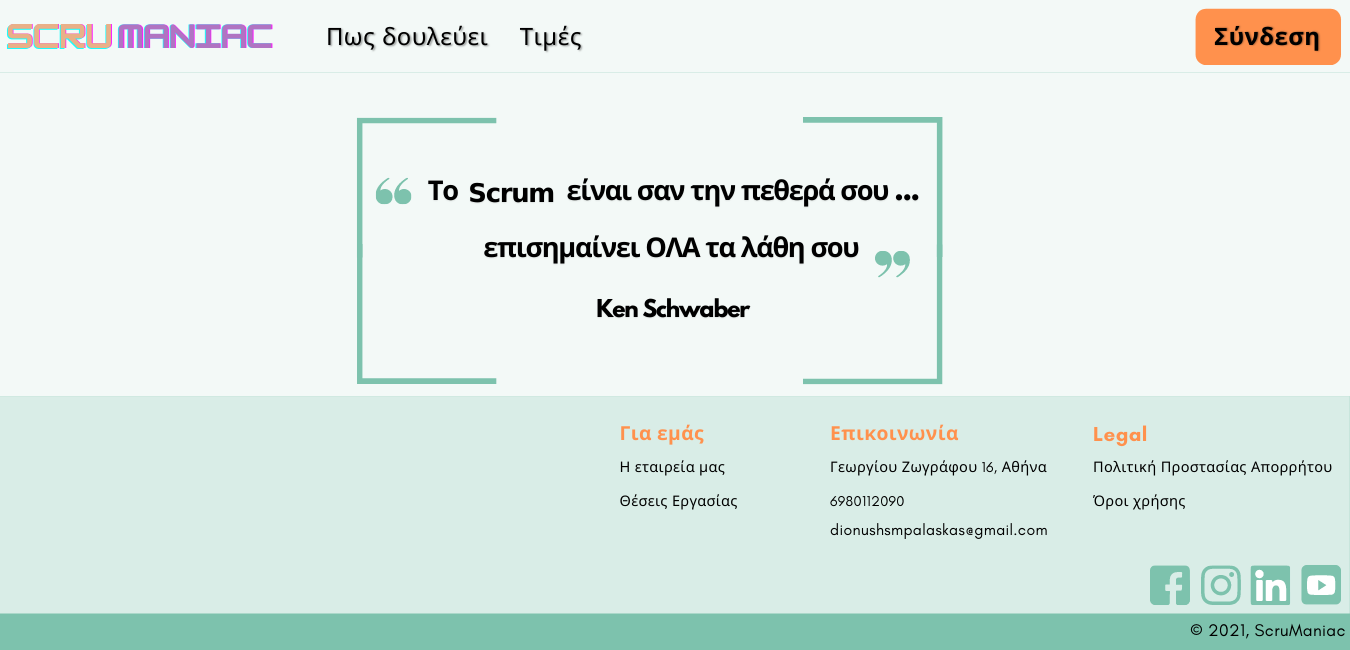 SCRUMANIAC
Πως δουλεύει
Τιμές
Σύνδεση
“ Το Scrum είναι σαν την πεθερά σου ...
επισημαίνει ΟΛΑ τα λάθη σου ”
Ken Schwaber
Για εμάς
Η εταιρεία μας
Θέσεις Εργασίας
Επικοινωνία
Γεωργίου Ζωγράφου 16, Αθήνα
6980112090
dionushsmpalaskas@gmail.com
Legal
Πολιτική Προστασίας Απορρήτου
Όροι χρήσης
© 2021, ScruManiac